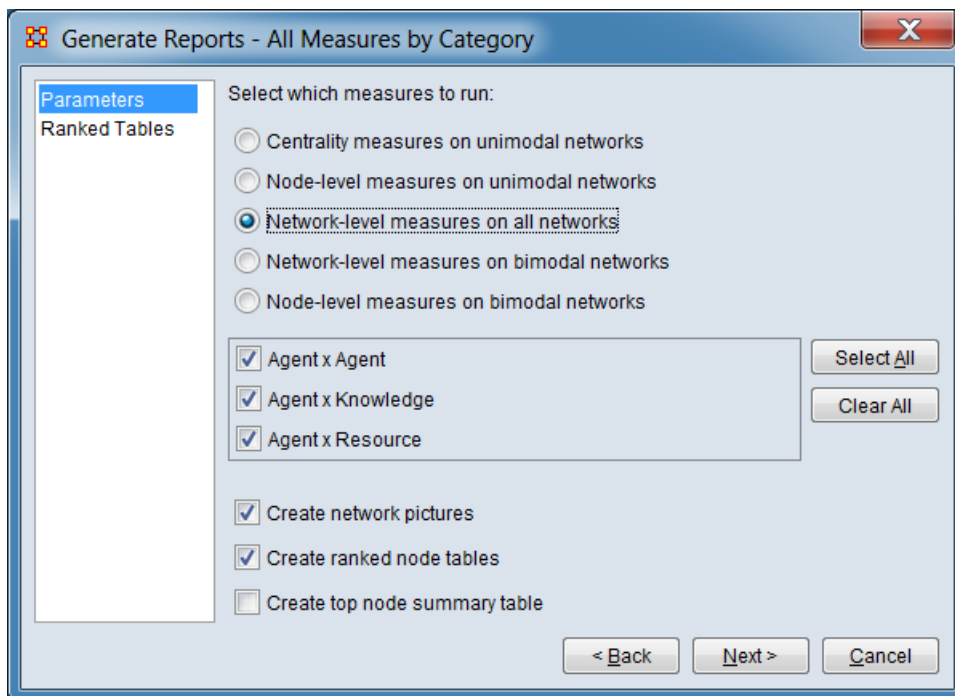 Generate Reports - All Measures by Category
X
Parameters
Ranked Tables
Select which measures to run:
Centrality measures on unimodal networks
Node-level measures on unimodal networks
Network-level measures on all networks
Network-level measures on bimodal networks
Node-level measures on bimodal networks
Agent x Agent
Agent x Knowledge
Agent x Resource
Select All
Clear All
Create network pictures
Create ranked node tables
Create top node summary table
< Back
Next >
Cancel